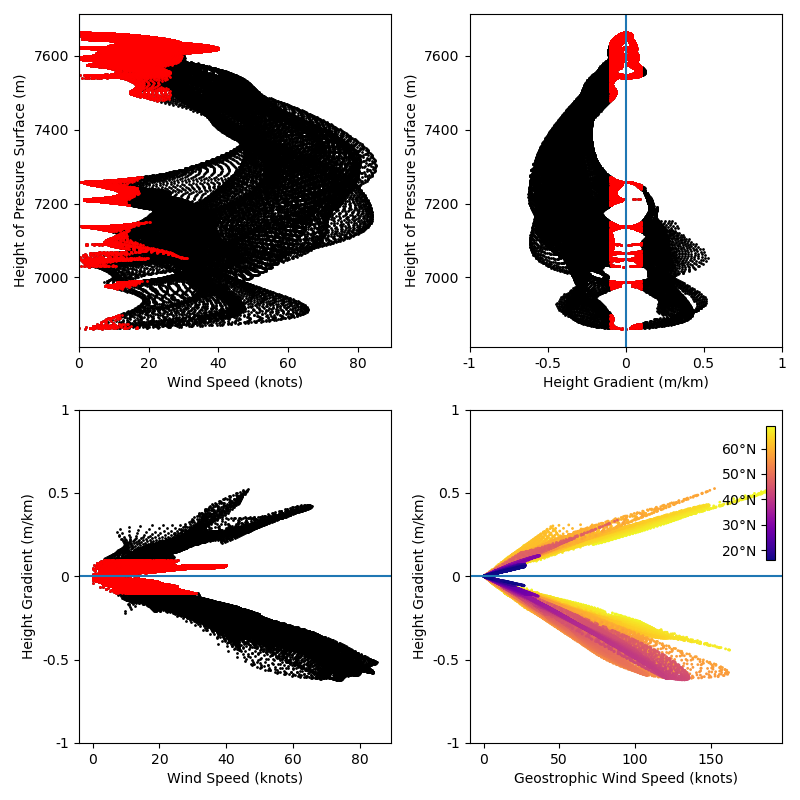 Height of Pressure Surface (m)
7600
7400
7200
7000
0
20
40
60
80
Wind Speed (knots)
Height of Pressure Surface (m)
7600
7400
7200
7000
-1
-0.5
0
0.5
1
Height Gradient (m/km)
Height Gradient (m/km)
1
0.5
0
-0.5
-1
0
20
40
60
80
Wind Speed (knots)
Height Gradient (m/km)
1
0.5
0
-0.5
-1
0
50
100
150
Geostrophic Wind Speed (knots)
60°N
50°N
40°N
30°N
20°N